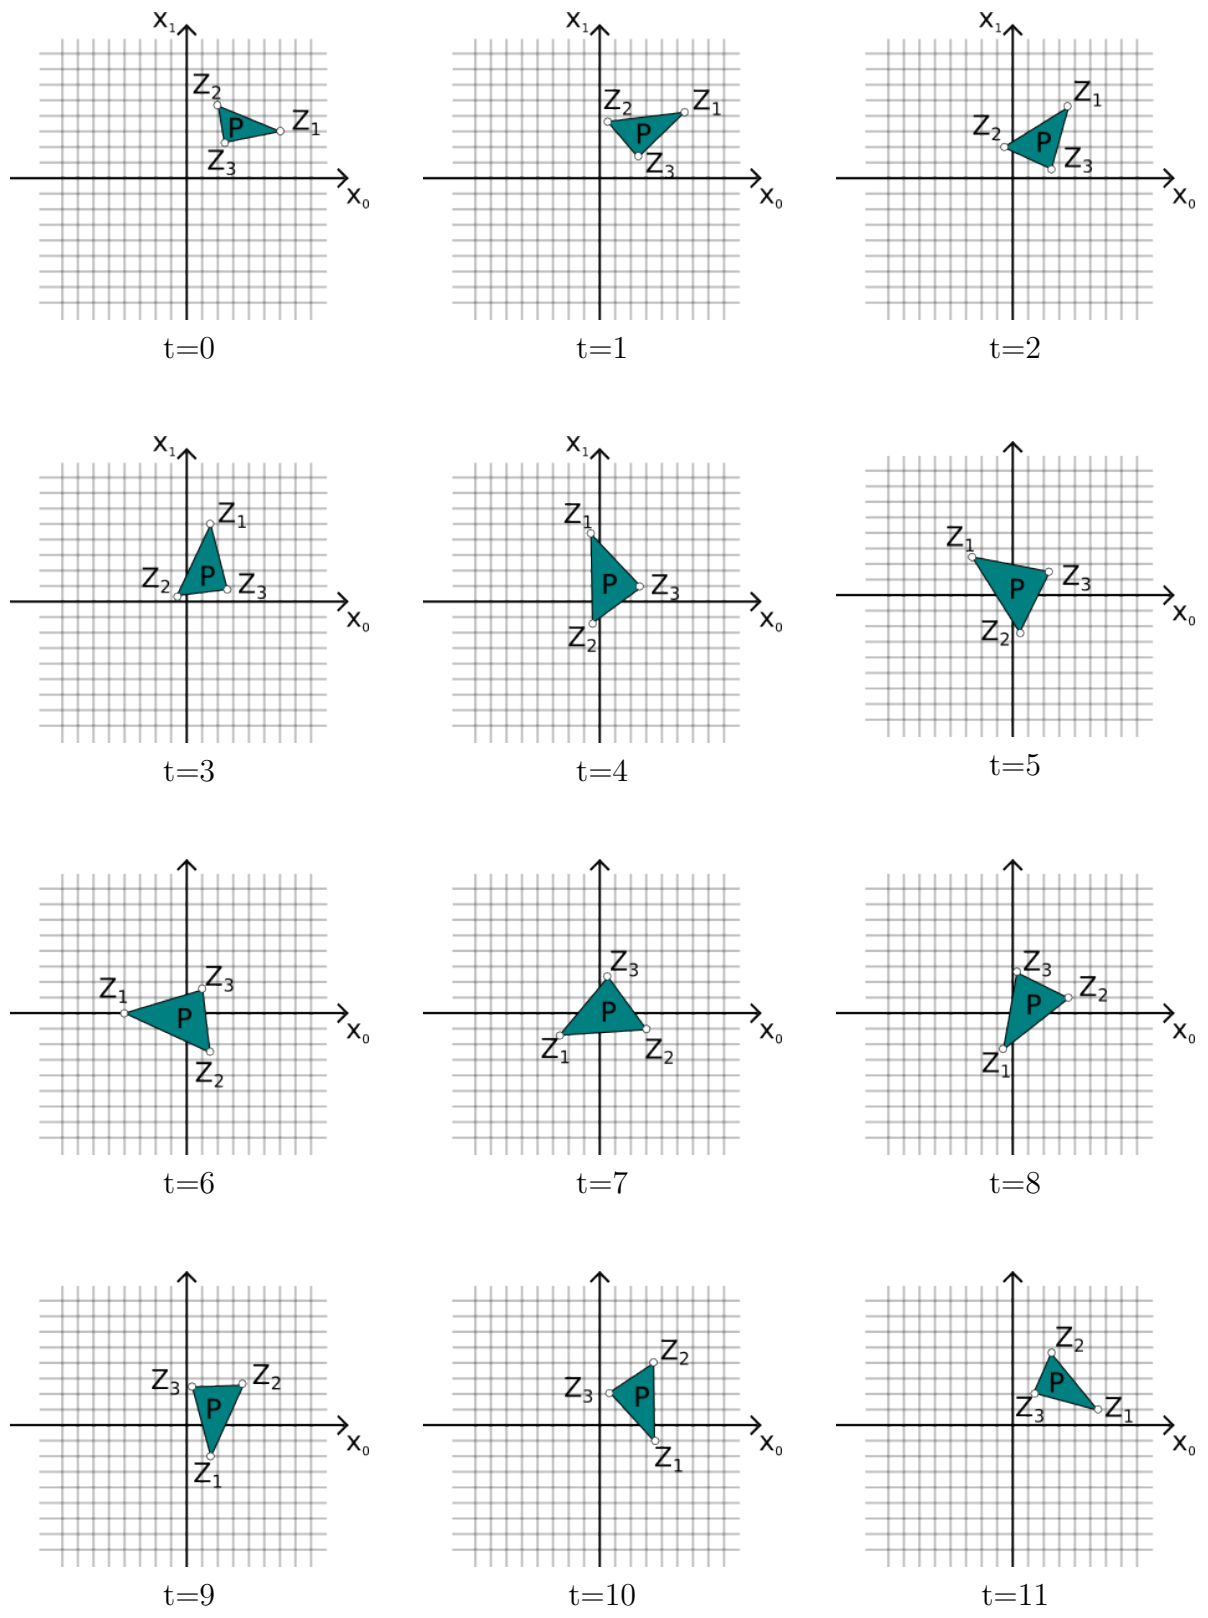 x₁
Z₂
P
Z₁
Z₃
x₀
t=0
x₁
Z₂
Z₁
P
Z₃
x₀
t=1
x₁
Z₁
Z₂
P
Z₃
x₀
t=2
x₁
Z₁
Z₂
P
Z₃
x₀
t=3
x₁
Z₁
P
Z₃
Z₂
x₀
t=4
Z₁
Z₃
P
Z₂
x₀
t=5
Z₃
Z₁
P
Z₂
x₀
t=6
Z₃
P
Z₁
Z₂
x₀
t=7
Z₃
Z₂
P
Z₁
x₀
t=8
Z₃
Z₂
P
Z₁
x₀
t=9
Z₂
Z₃
P
Z₁
x₀
t=10
Z₂
P
Z₃
Z₁
x₀
t=11